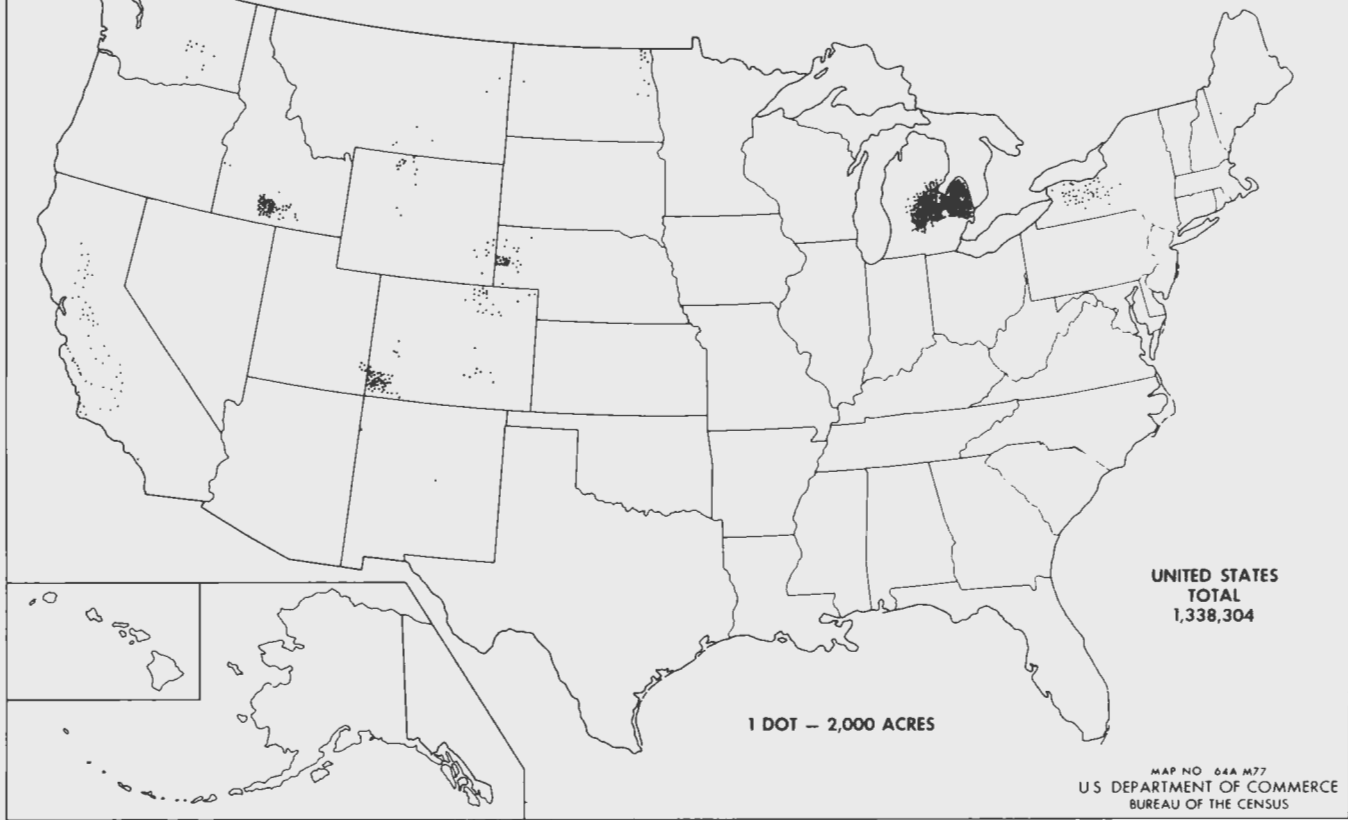 UNITED STATES
TOTAL
1,338,304
1 DOT — 2,000 ACRES
MAP NO 64A M77
U S DEPARTMENT OF COMMERCE
BUREAU OF THE CENSUS